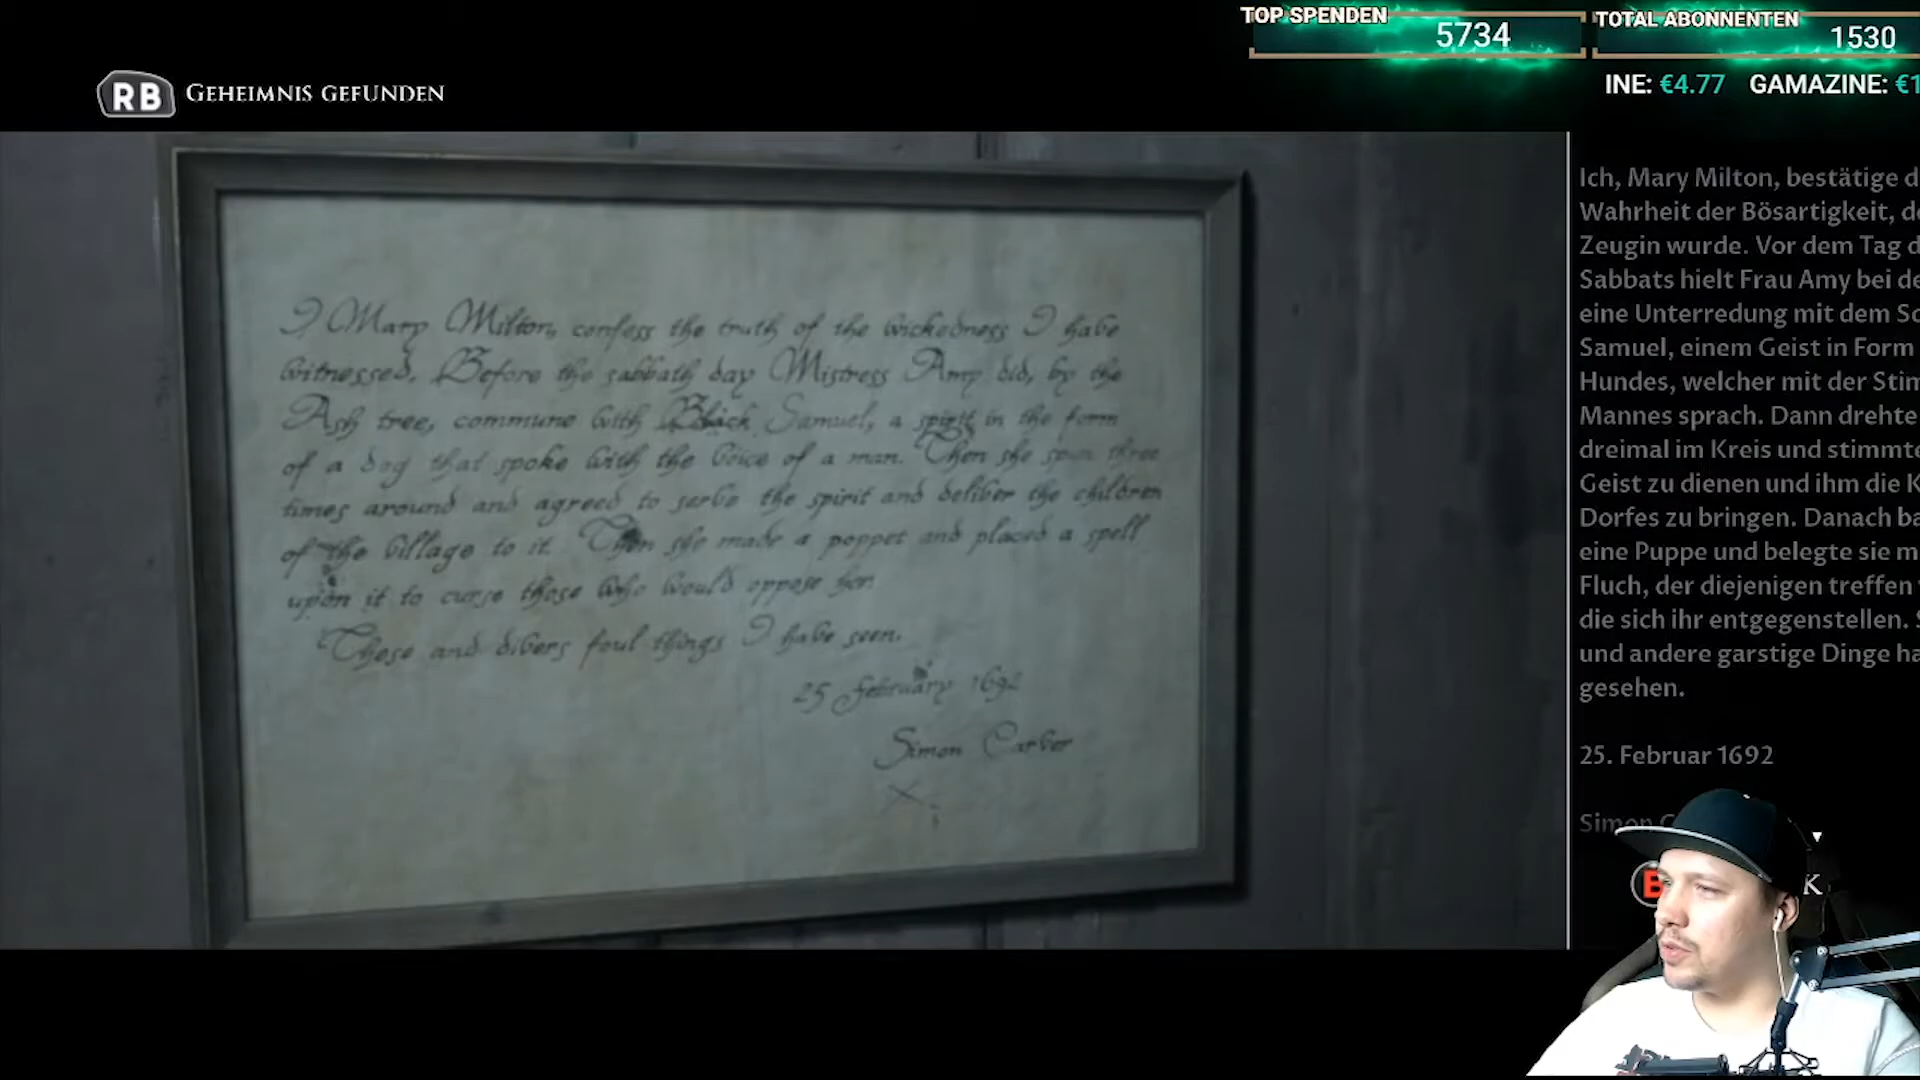 TOP SPENDEN
5734
TOTAL ABONNENTEN
1530
INE: €4.77 GAMAZINE: €1
RB GEHEIMNIS GEFUNDEN
I Mary Milton, confess the truth of the wickedness I have
witnessed. Before the sabbath day Mistress Amy did, by the
Ash tree, commune with Black Samuel, a spirit in the form
of a dog that spoke with the voice of a man. Then she spun three
times around and agreed to serve the spirit and deliver the children
of the village to it. Then she made a poppet and placed a spell
upon it to curse those who would oppose her.
These and divers foul things I have seen.
25 February 1692
Simon Carver
X
Ich, Mary Milton, bestätige d
Wahrheit der Bösartigkeit, de
Zeugin wurde. Vor dem Tag d
Sabbats hielt Frau Amy bei de
eine Unterredung mit dem Sc
Samuel, einem Geist in Form
Hundes, welcher mit der Stim
Mannes sprach. Dann drehte
dreimal im Kreis und stimmte
Geist zu dienen und ihm die K
Dorfes zu bringen. Danach ba
eine Puppe und belegte sie m
Fluch, der diejenigen treffen
die sich ihr entgegenstellen. S
und andere garstige Dinge ha
gesehen.
25. Februar 1692
Simon
B K